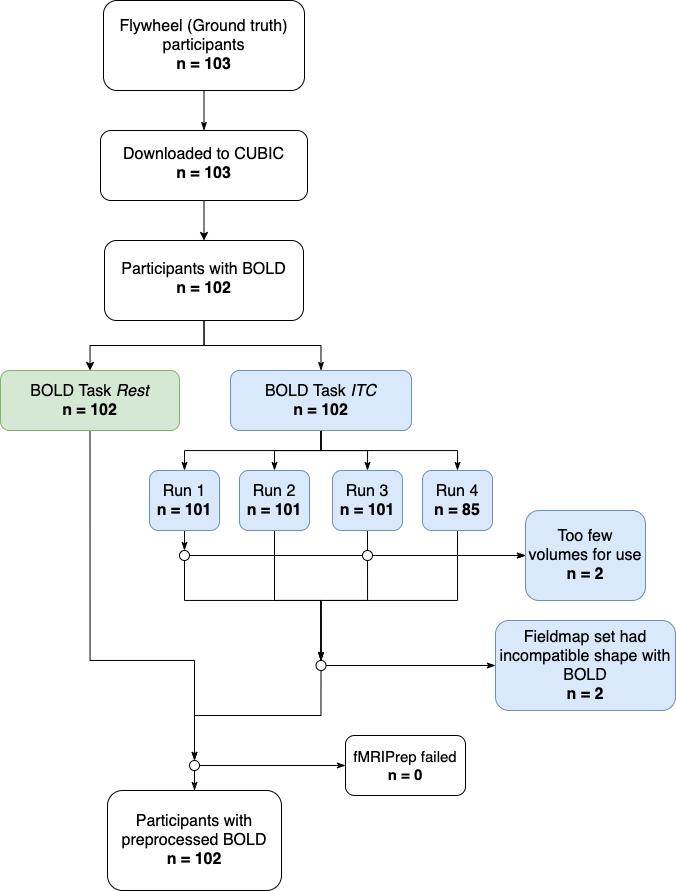 Flywheel (Ground truth)
participants
n = 103
Downloaded to CUBIC
n = 103
Participants with BOLD
n = 102
BOLD Task Rest
n = 102
BOLD Task ITC
n = 102
Run 1
n = 101
Run 2
n = 101
Run 3
n = 101
Run 4
n = 85
Too few
volumes for use
n = 2
Fieldmap set had
incompatible shape with
BOLD
n = 2
fMRIPrep failed
n = 0
Participants with
preprocessed BOLD
n = 102